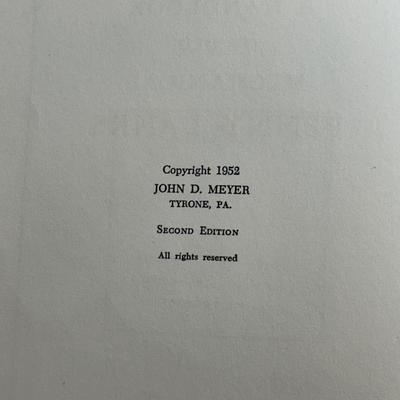 Copyright 1952
JOHN D. MEYER
TYRONE, PA.
SECOND EDITION
All rights reserved